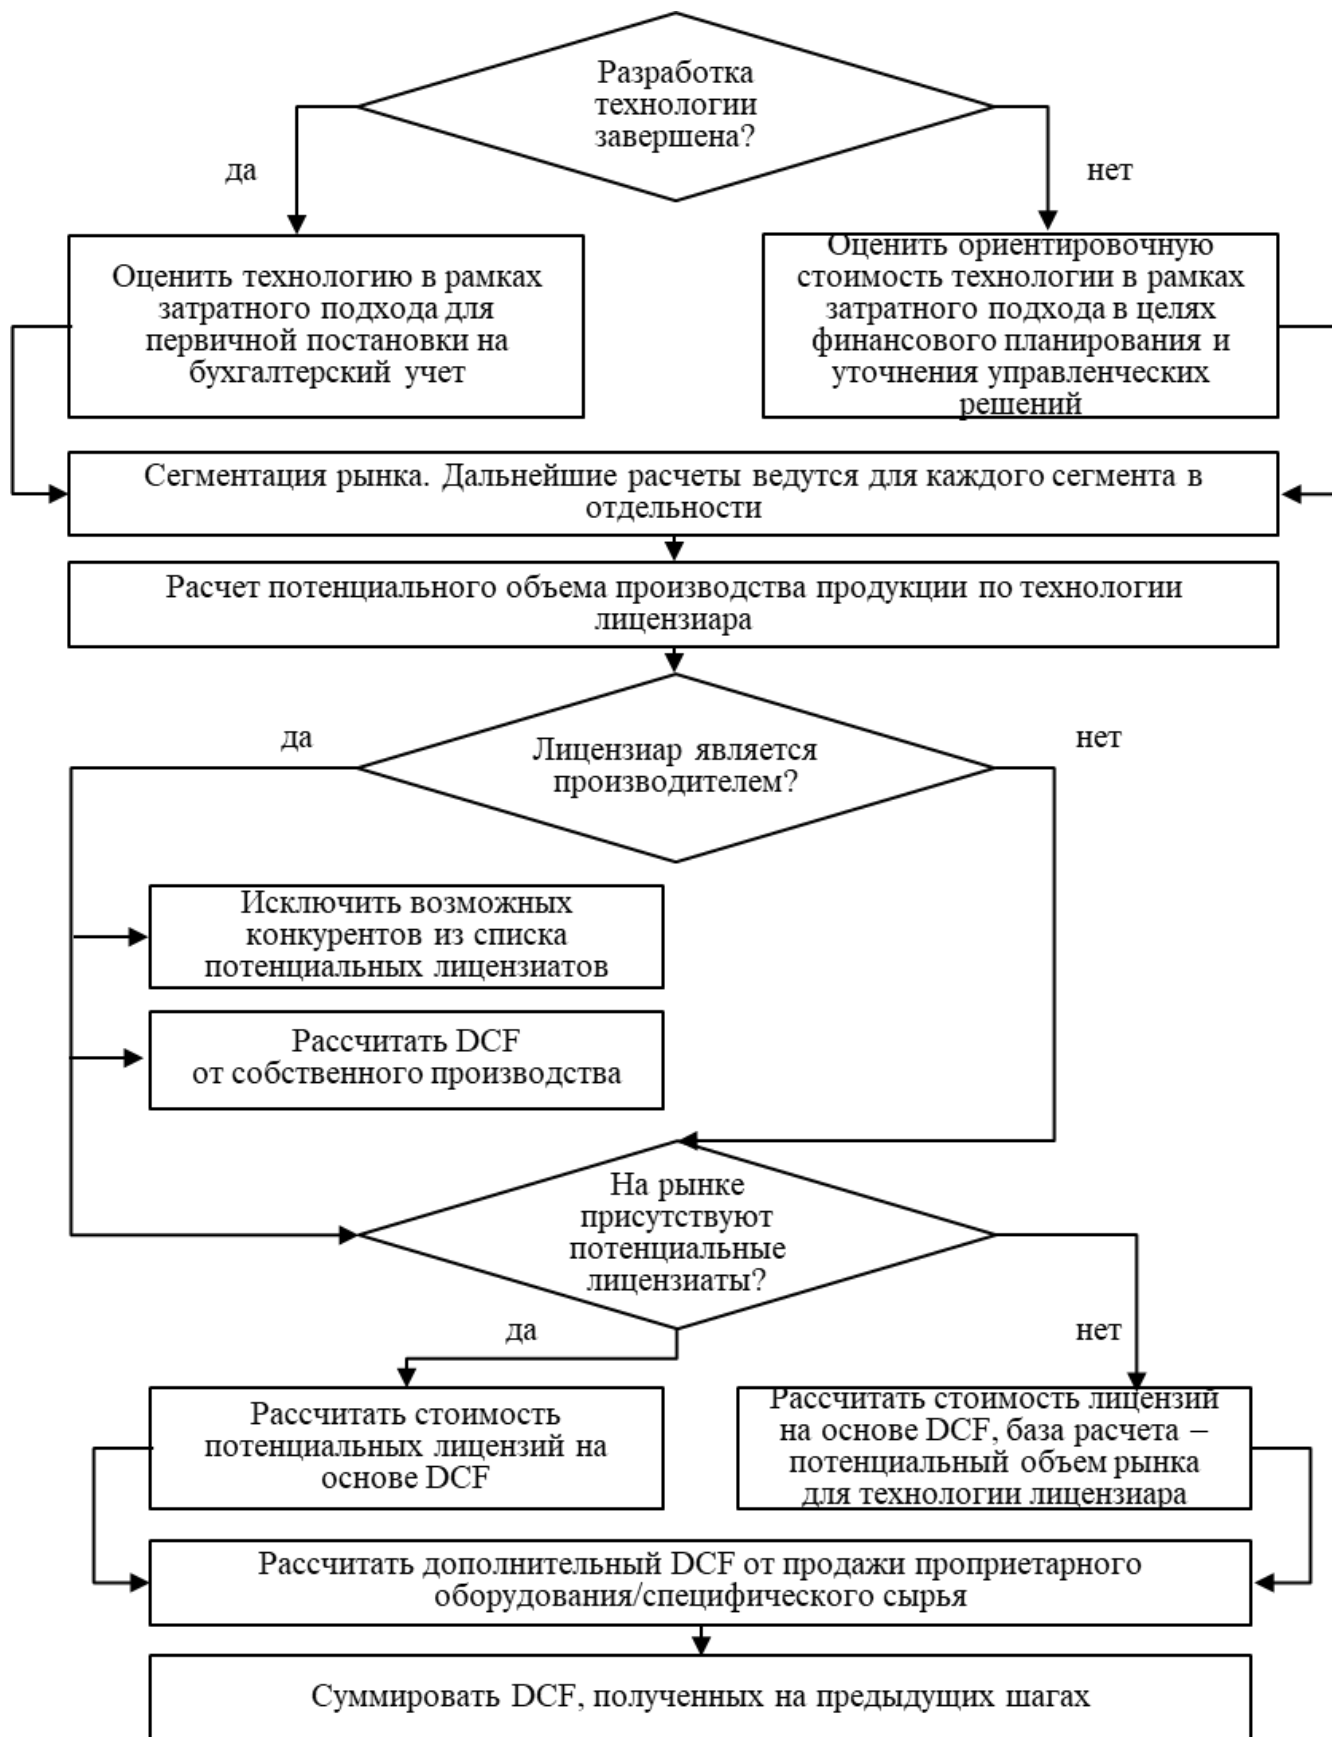 Разработка
технологии
завершена?
да
нет
Оценить технологию в рамках
затратного подхода для
первичной постановки на
бухгалтерский учет
Оценить ориентировочную
стоимость технологии в рамках
затратного подхода в целях
финансового планирования и
уточнения управленческих
решений
Сегментация рынка. Дальнейшие расчеты ведутся для каждого сегмента в
отдельности
Расчет потенциального объема производства продукции по технологии
лицензиара
да
нет
Лицензиар является
производителем?
Исключить возможных
конкурентов из списка
потенциальных лицензиатов
Рассчитать DCF
от собственного производства
На рынке
присутствуют
потенциальные
лицензиаты?
да
нет
Рассчитать стоимость
потенциальных лицензий на
основе DCF
Рассчитать стоимость лицензий
на основе DCF, база расчета –
потенциальный объем рынка
для технологии лицензиара
Рассчитать дополнительный DCF от продажи проприетарного
оборудования/специфического сырья
Суммировать DCF, полученных на предыдущих шагах